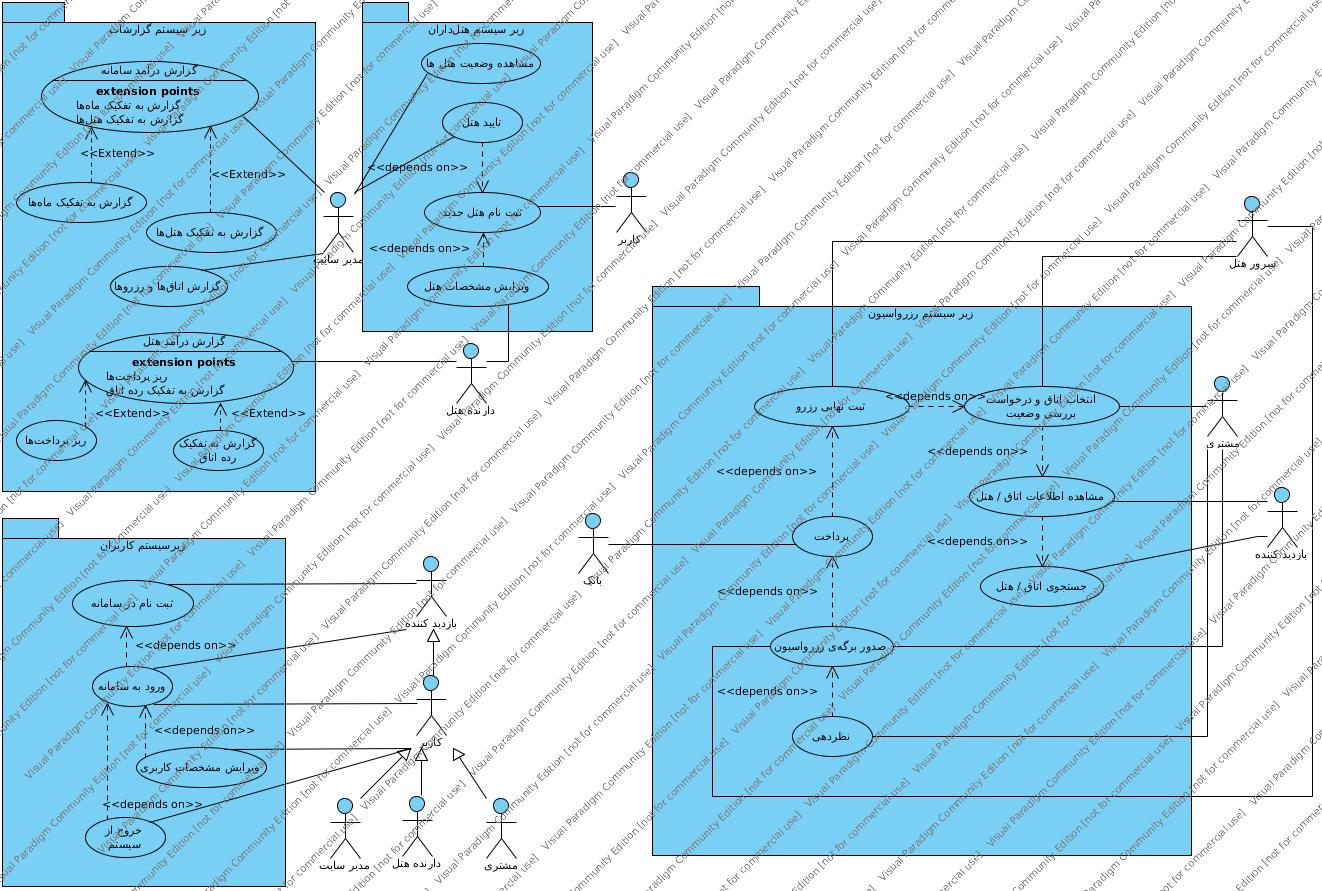 زیر سیستم گزارشات
گزارش درآمد سامانه
extension points
گزارش به تفکیک ماه‌ها
گزارش به تفکیک هتل‌ها
<<Extend>>
<<Extend>>
گزارش به تفکیک ماه‌ها
گزارش به تفکیک هتل‌ها
گزارش اتاق‌ها و رزروها
گزارش درآمد هتل
extension points
ریز پرداخت‌ها
گزارش به تفکیک رده اتاق
<<Extend>>
<<Extend>>
ریز پرداخت‌ها
گزارش به تفکیک
رده اتاق
مدیر سایت
زیر سیستم هتل‌داران
مشاهده وضعیت هتل ها
تایید هتل
<<depends on>>
ثبت نام هتل جدید
<<depends on>>
ویرایش مشخصات هتل
کاربر
دارنده هتل
زیر سیستم رزرواسیون
سرور هتل
ثبت نهایی رزرو
<<depends on>>
انتخاب اتاق و درخواست
بررسی وضعیت
مشتری
<<depends on>>
<<depends on>>
مشاهده اطلاعات اتاق / هتل
پرداخت
<<depends on>>
بازدید کننده
بانک
جستجوی اتاق / هتل
<<depends on>>
صدور برگه‌ی رزرواسیون
<<depends on>>
نظردهی
زیرسیستم کاربران
ثبت نام در سامانه
<<depends on>>
ورود به سامانه
<<depends on>>
ویرایش مشخصات کاربری
<<depends on>>
خروج از
سیستم
بازدید کننده
کاربر
مدیر سایت
دارنده هتل
مشتری
Visual Paradigm Community Edition [not for commercial use]